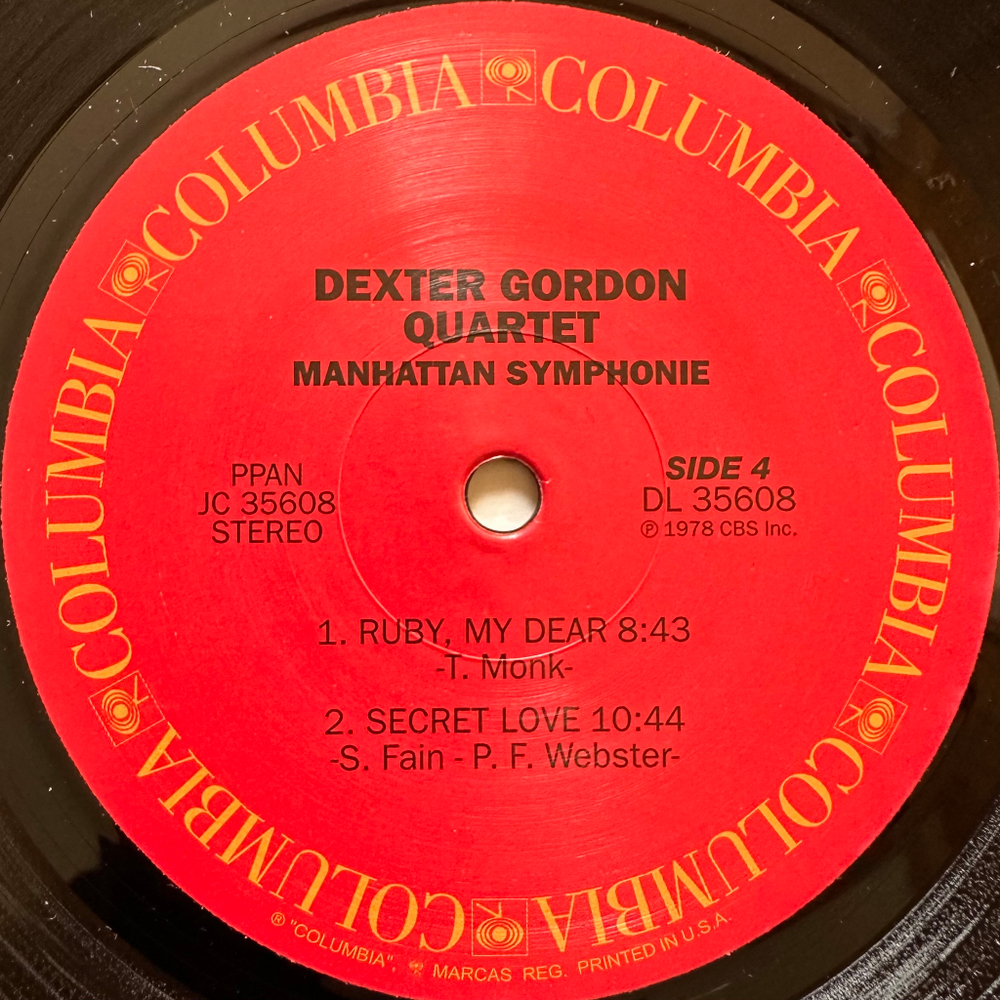 COLUMBIA COLUMBIA COLUMBIA COLUMBIA COLUMBIA COLUMBIA
DEXTER GORDON
QUARTET
MANHATTAN SYMPHONIE
PPAN
JC 35608
STEREO
SIDE 4
DL 35608
℗ 1978 CBS Inc.
1. RUBY, MY DEAR 8:43
-T. Monk-
2. SECRET LOVE 10:44
-S. Fain - P. F. Webster-
® "COLUMBIA", MARCAS REG. PRINTED IN U.S.A.